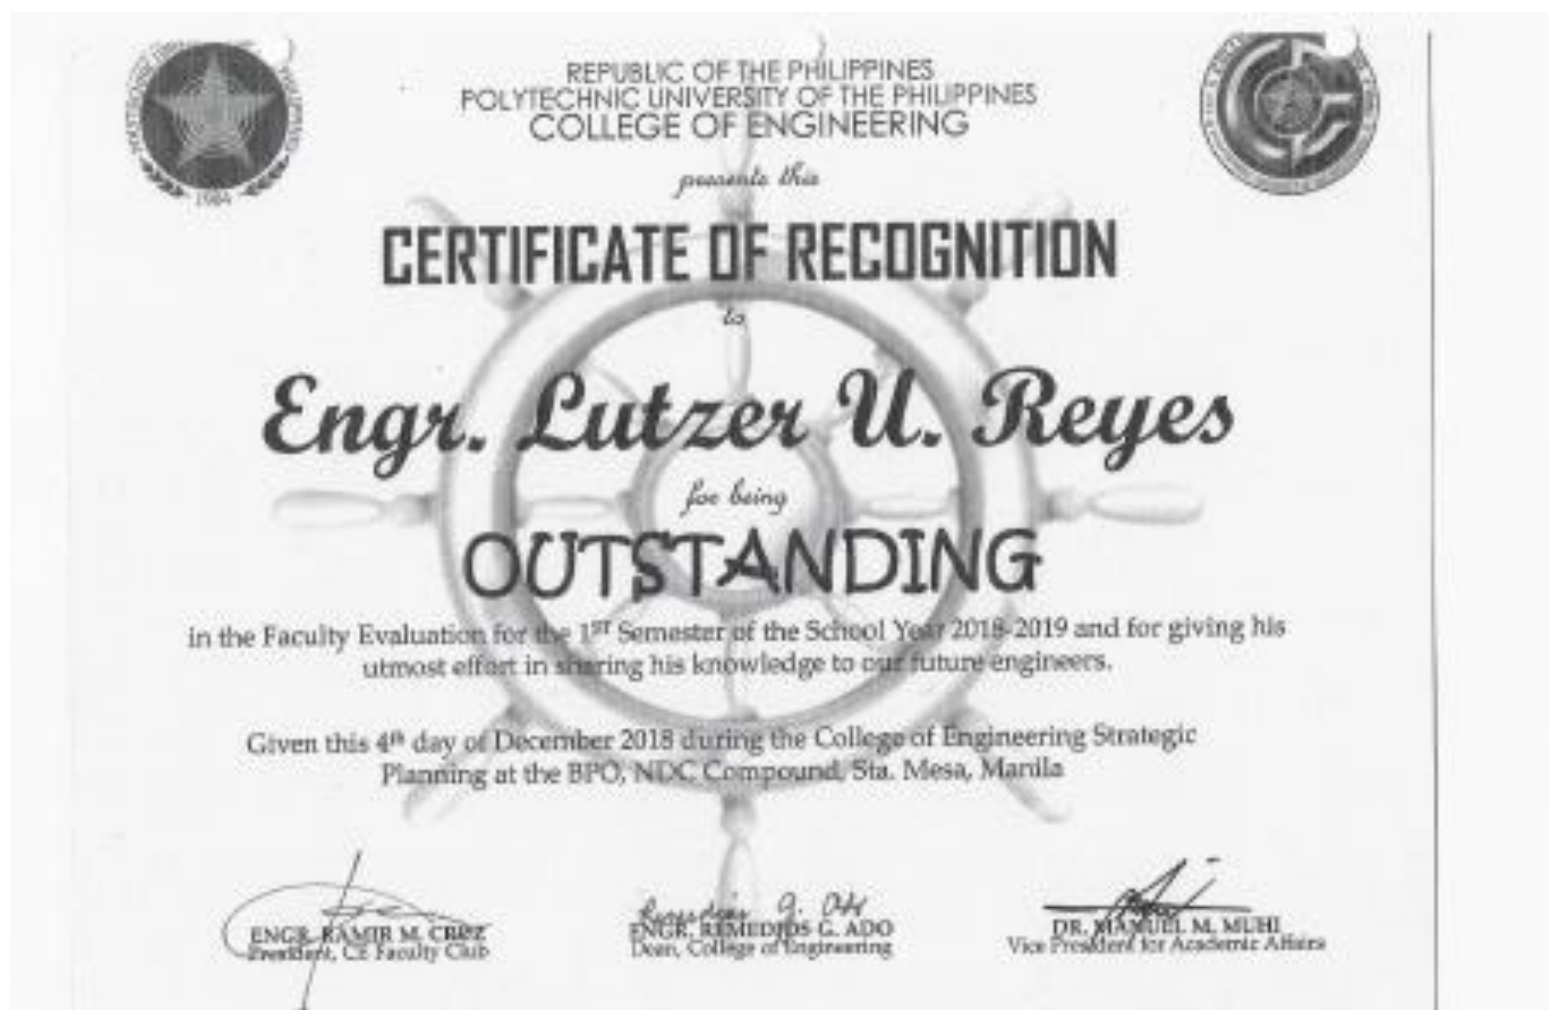 REPUBLIC OF THE PHILIPPINES
POLYTECHNIC UNIVERSITY OF THE PHILIPPINES
COLLEGE OF ENGINEERING
presents this
CERTIFICATE OF RECOGNITION
to
Engr. Lutzer U. Reyes
for being
OUTSTANDING
in the Faculty Evaluation for the 1ST Semester of the School Year 2018-2019 and for giving his
utmost effort in sharing his knowledge to our future engineers.
Given this 4th day of December 2018 during the College of Engineering Strategic
Planning at the BPO, NDC Compound, Sta. Mesa, Manila
ENGR. RAMIR M. CRUZ
President, CE Faculty Club
ENGR. REMEDIOS G. ADO
Dean, College of Engineering
DR. MANUEL M. MUHI
Vice President for Academic Affairs